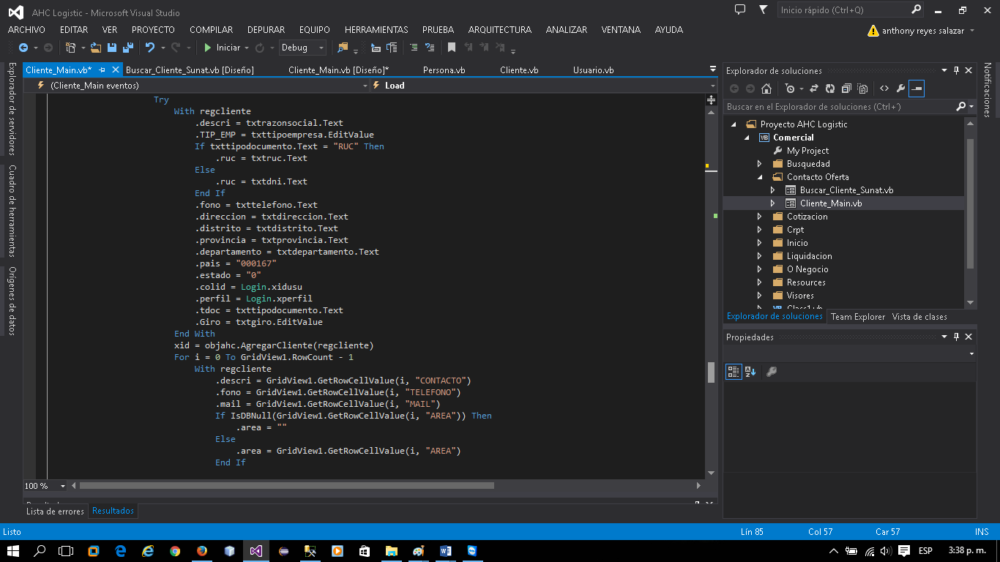 AHC Logistic - Microsoft Visual Studio
Inicio rápido (Ctrl+Q)
ARCHIVO EDITAR VER PROYECTO COMPILAR DEPURAR EQUIPO HERRAMIENTAS PRUEBA ARQUITECTURA ANALIZAR VENTANA AYUDA
anthony reyes salazar
Iniciar
Debug
Explorador de servidores
Cuadro de herramientas
Orígenes de datos
Cliente_Main.vb* Buscar_Cliente_Sunat.vb [Diseño] Cliente_Main.vb [Diseño]* Persona.vb Cliente.vb Usuario.vb
(Cliente_Main eventos) Load
Try
With regcliente
.descri = txtrazonsocial.Text
.TIP_EMP = txttipoempresa.EditValue
If txttipodocumento.Text = "RUC" Then
.ruc = txtruc.Text
Else
.ruc = txtdni.Text
End If
.fono = txttelefono.Text
.direccion = txtdireccion.Text
.distrito = txtdistrito.Text
.provincia = txtprovincia.Text
.departamento = txtdepartamento.Text
.pais = "000167"
.estado = "0"
.colid = Login.xidusu
.perfil = Login.xperfil
.tdoc = txttipodocumento.Text
.Giro = txtgiro.EditValue
End With
xid = objahc.AgregarCliente(regcliente)
For i = 0 To GridView1.RowCount - 1
With regcliente
.descri = GridView1.GetRowCellValue(i, "CONTACTO")
.fono = GridView1.GetRowCellValue(i, "TELEFONO")
.mail = GridView1.GetRowCellValue(i, "MAIL")
If IsDBNull(GridView1.GetRowCellValue(i, "AREA")) Then
.area = ""
Else
.area = GridView1.GetRowCellValue(i, "AREA")
End If
100 %
Lista de errores Resultados
Explorador de soluciones
Buscar en el Explorador de soluciones (Ctrl+´)
Proyecto AHC Logistic
VB Comercial
My Project
Busquedad
Contacto Oferta
Buscar_Cliente_Sunat.vb
Cliente_Main.vb
Cotizacion
Crpt
Inicio
Liquidacion
O Negocio
Resources
Visores
Class1.vb
Explorador de soluciones Team Explorer Vista de clases
Propiedades
Notificaciones
Listo Lín 85 Col 57 Car 57 INS
ESP 3:38 p. m.